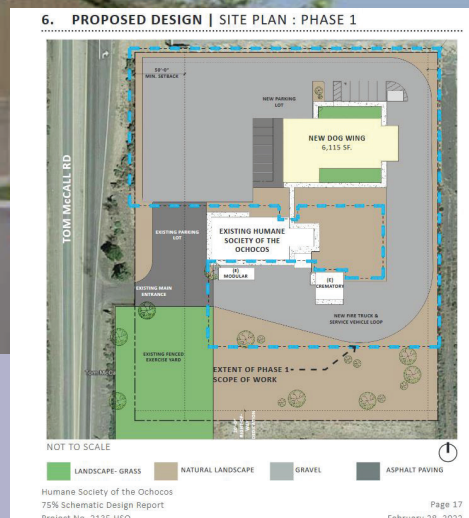 6. PROPOSED DESIGN | SITE PLAN : PHASE 1
MIN. SETBACK
NEW PARKING
LOT
NEW DOG WING
6,115 SF.
TOM McCALL RD
EXISTING PARKING
LOT
EXISTING HUMANE
SOCIETY OF THE
OCHOCOS
(E)
MODULAR
(E)
CREMATORY
EXISTING MAIN
ENTRANCE
NEW FIRE TRUCK &
SERVICE VEHICLE LOOP
EXISTING FENCED
EXERCISE YARD
EXTENT OF PHASE 1
SCOPE OF WORK
NOT TO SCALE
LANDSCAPE- GRASS
NATURAL LANDSCAPE
GRAVEL
ASPHALT PAVING
Humane Society of the Ochocos
75% Schematic Design Report
Page 17